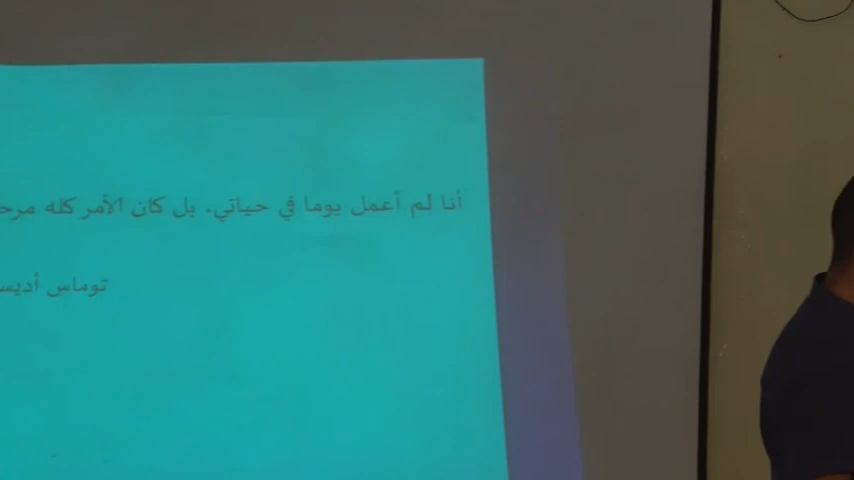 أنا لم أعمل يوما في حياتي. بل كان الأمر كله
توماس